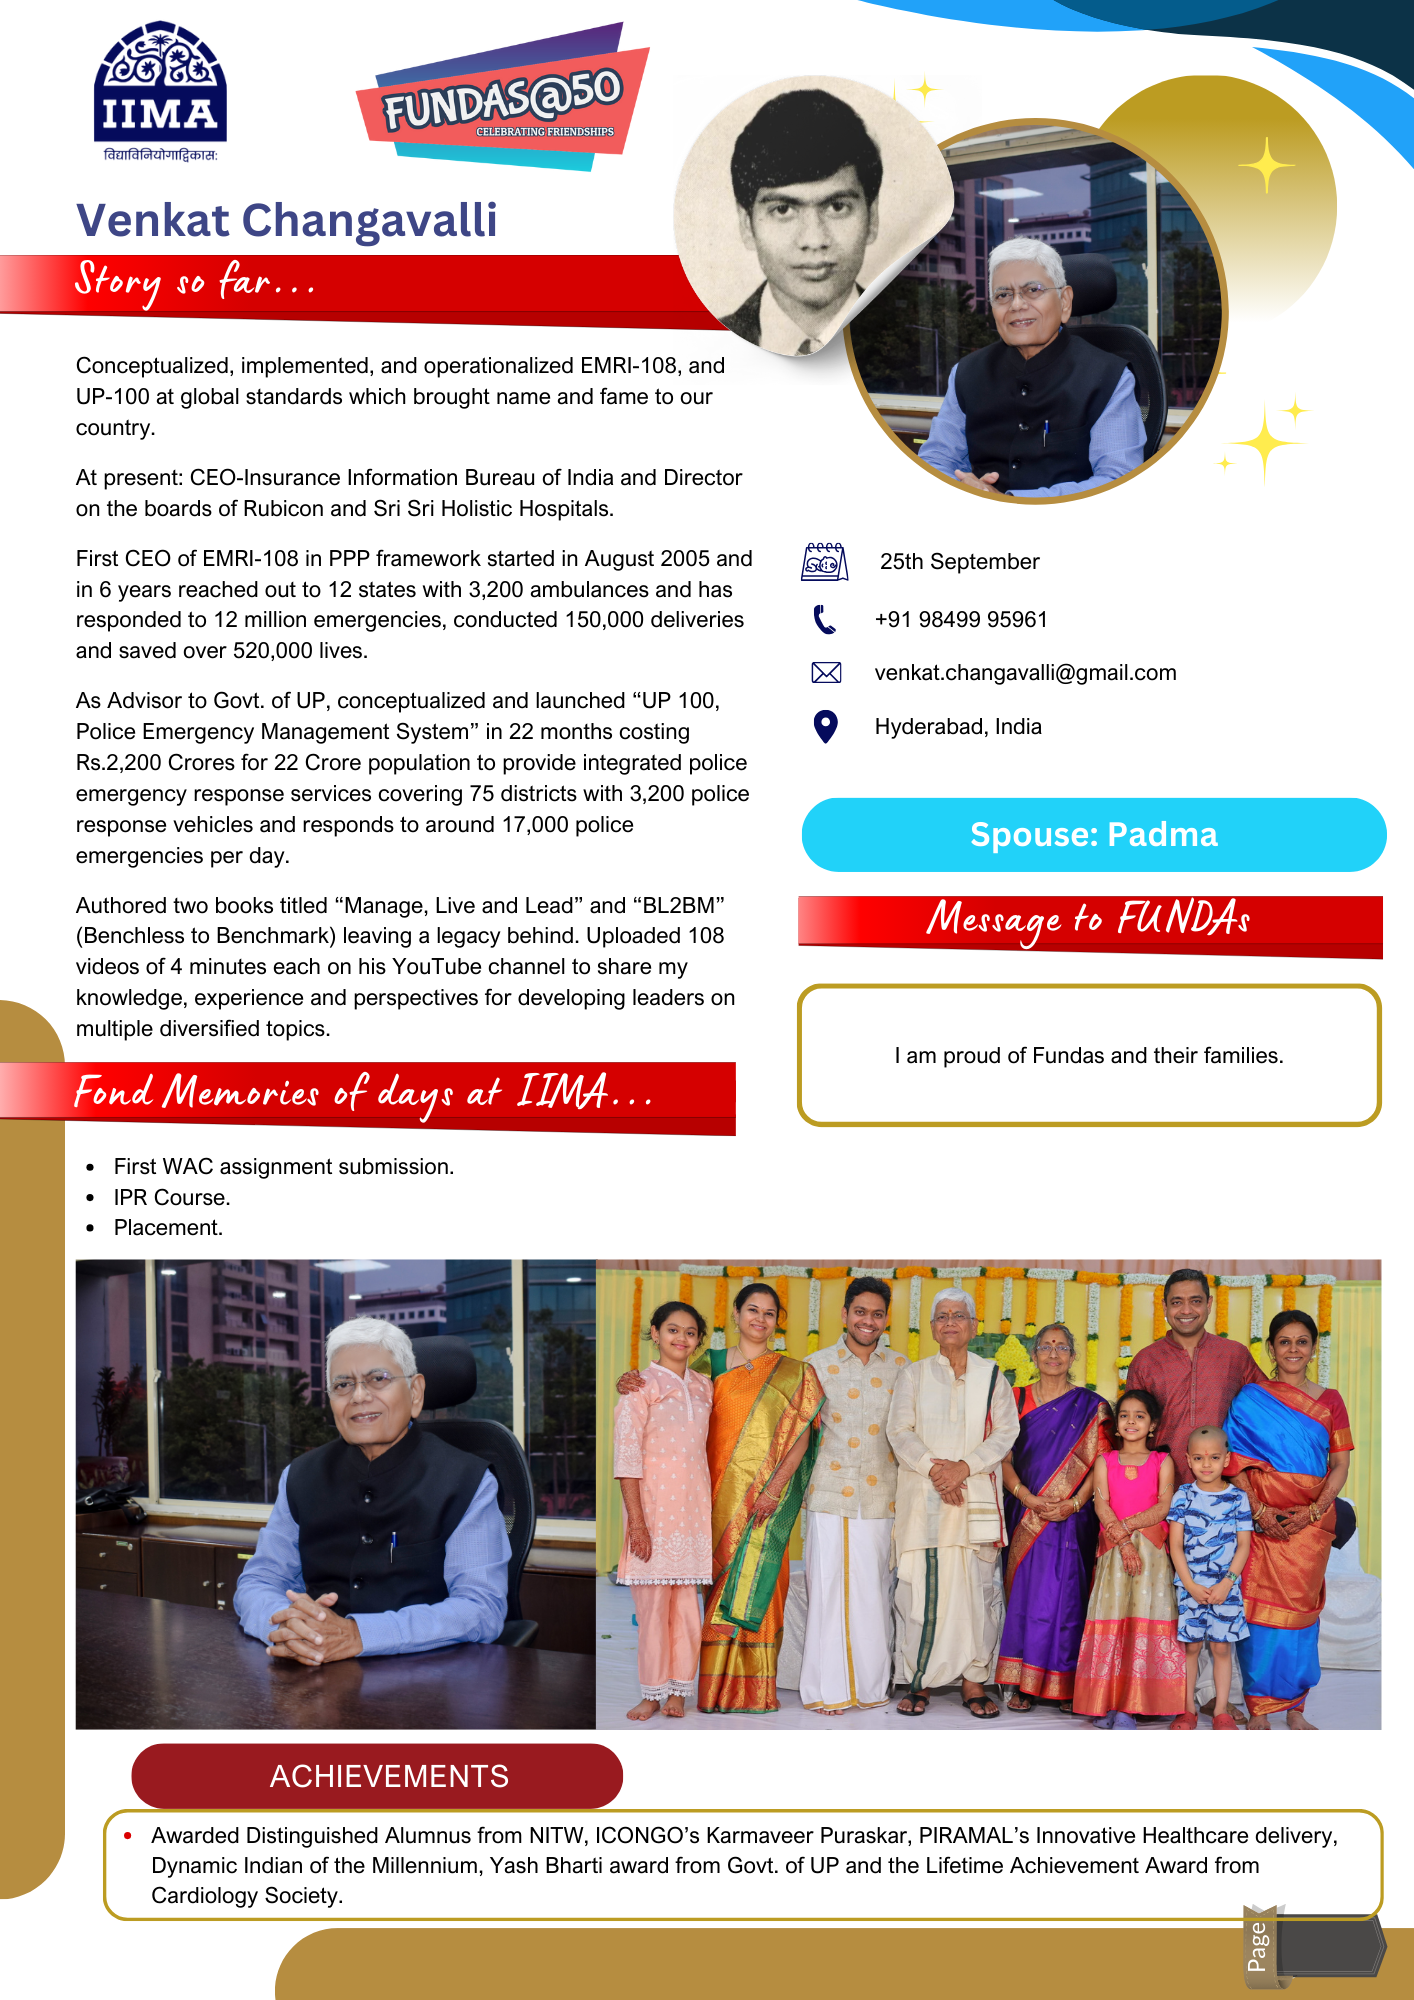 IIMA
विद्याविनियोगाद्विकास:
FUNDAS@50
CELEBRATING FRIENDSHIPS
Venkat Changavalli
Story so far...
Conceptualized, implemented, and operationalized EMRI-108, and
UP-100 at global standards which brought name and fame to our
country.
At present: CEO-Insurance Information Bureau of India and Director
on the boards of Rubicon and Sri Sri Holistic Hospitals.
First CEO of EMRI-108 in PPP framework started in August 2005 and
in 6 years reached out to 12 states with 3,200 ambulances and has
responded to 12 million emergencies, conducted 150,000 deliveries
and saved over 520,000 lives.
As Advisor to Govt. of UP, conceptualized and launched “UP 100,
Police Emergency Management System” in 22 months costing
Rs.2,200 Crores for 22 Crore population to provide integrated police
emergency response services covering 75 districts with 3,200 police
response vehicles and responds to around 17,000 police
emergencies per day.
Authored two books titled “Manage, Live and Lead” and “BL2BM”
(Benchless to Benchmark) leaving a legacy behind. Uploaded 108
videos of 4 minutes each on his YouTube channel to share my
knowledge, experience and perspectives for developing leaders on
multiple diversified topics.
Fond Memories of days at IIMA...
First WAC assignment submission.
IPR Course.
Placement.
25th September
+91 98499 95961
venkat.changavalli@gmail.com
Hyderabad, India
Spouse: Padma
Message to FUNDAs
I am proud of Fundas and their families.
ACHIEVEMENTS
Awarded Distinguished Alumnus from NITW, ICONGO’s Karmaveer Puraskar, PIRAMAL’s Innovative Healthcare delivery,
Dynamic Indian of the Millennium, Yash Bharti award from Govt. of UP and the Lifetime Achievement Award from
Cardiology Society.
Page